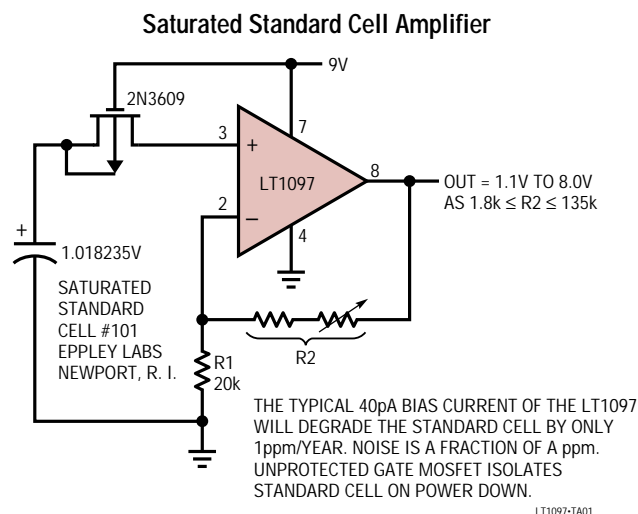 Saturated Standard Cell Amplifier
9V
2N3609
7
3
+
LT1097
8
OUT = 1.1V TO 8.0V
AS 1.8k ≤ R2 ≤ 135k
2
–
4
+
1.018235V
SATURATED
STANDARD
CELL #101
EPPLEY LABS
NEWPORT, R. I.
R2
R1
20k
THE TYPICAL 40pA BIAS CURRENT OF THE LT1097
WILL DEGRADE THE STANDARD CELL BY ONLY
1ppm/YEAR. NOISE IS A FRACTION OF A ppm.
UNPROTECTED GATE MOSFET ISOLATES
STANDARD CELL ON POWER DOWN.
LT1097•TA01